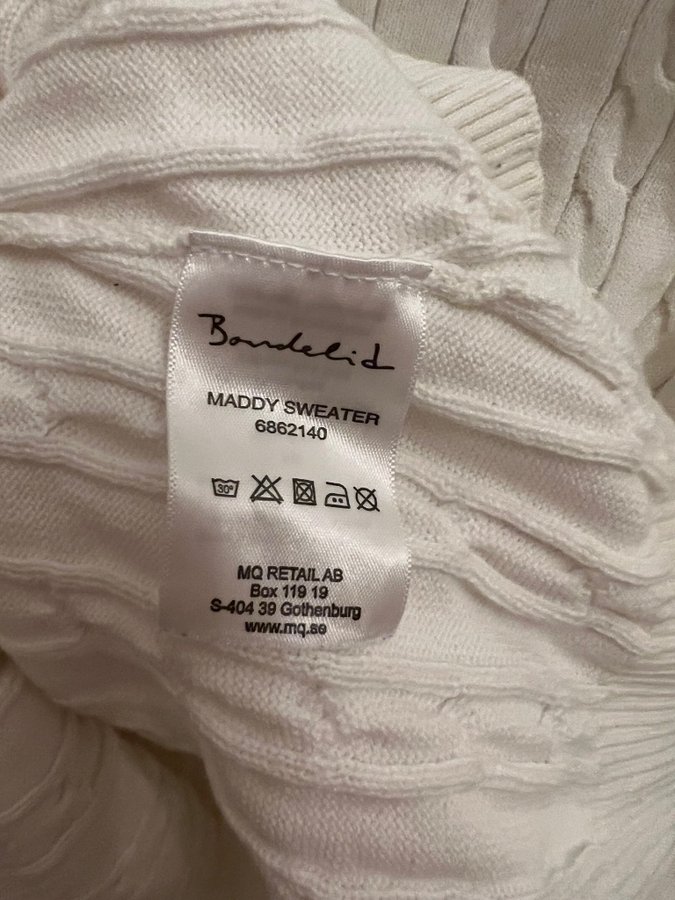 Bondelid
MADDY SWEATER
6862140
30°
MQ RETAIL AB
Box 119 19
S-404 39 Gothenburg
www.mq.se